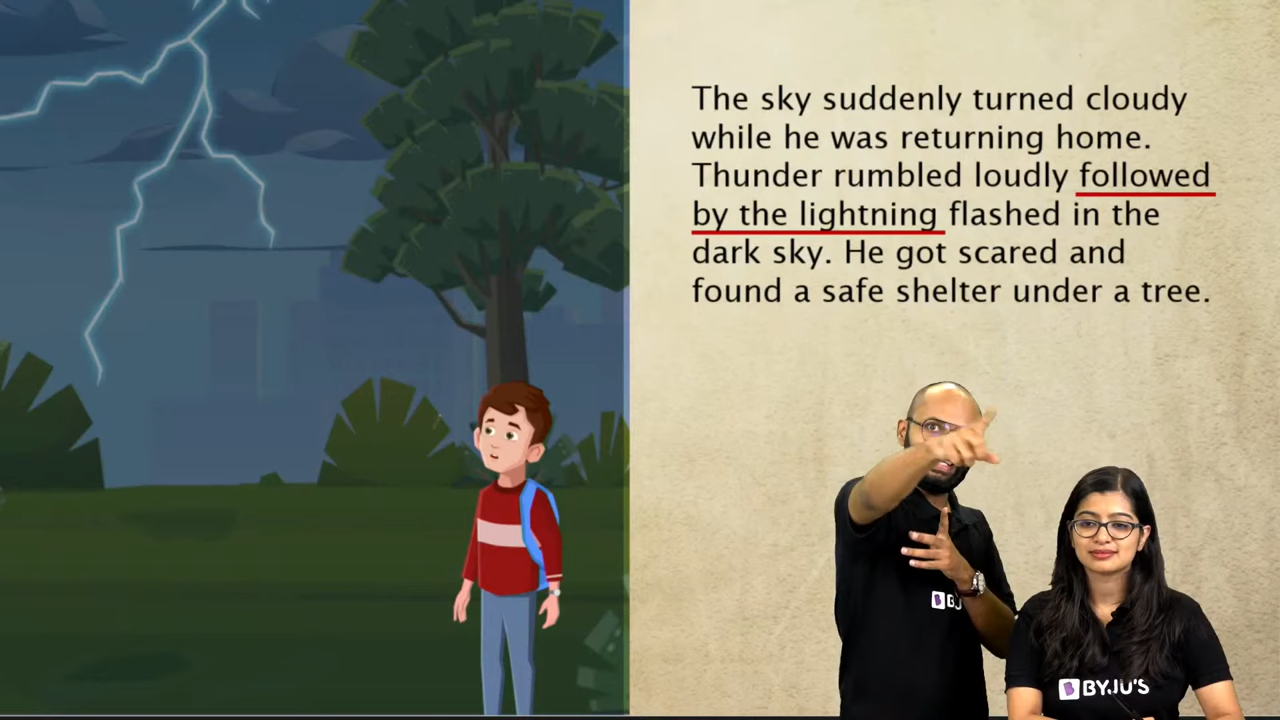 The sky suddenly turned cloudy
while he was returning home.
Thunder rumbled loudly followed
by the lightning flashed in the
dark sky. He got scared and
found a safe shelter under a tree.
BYJU'S